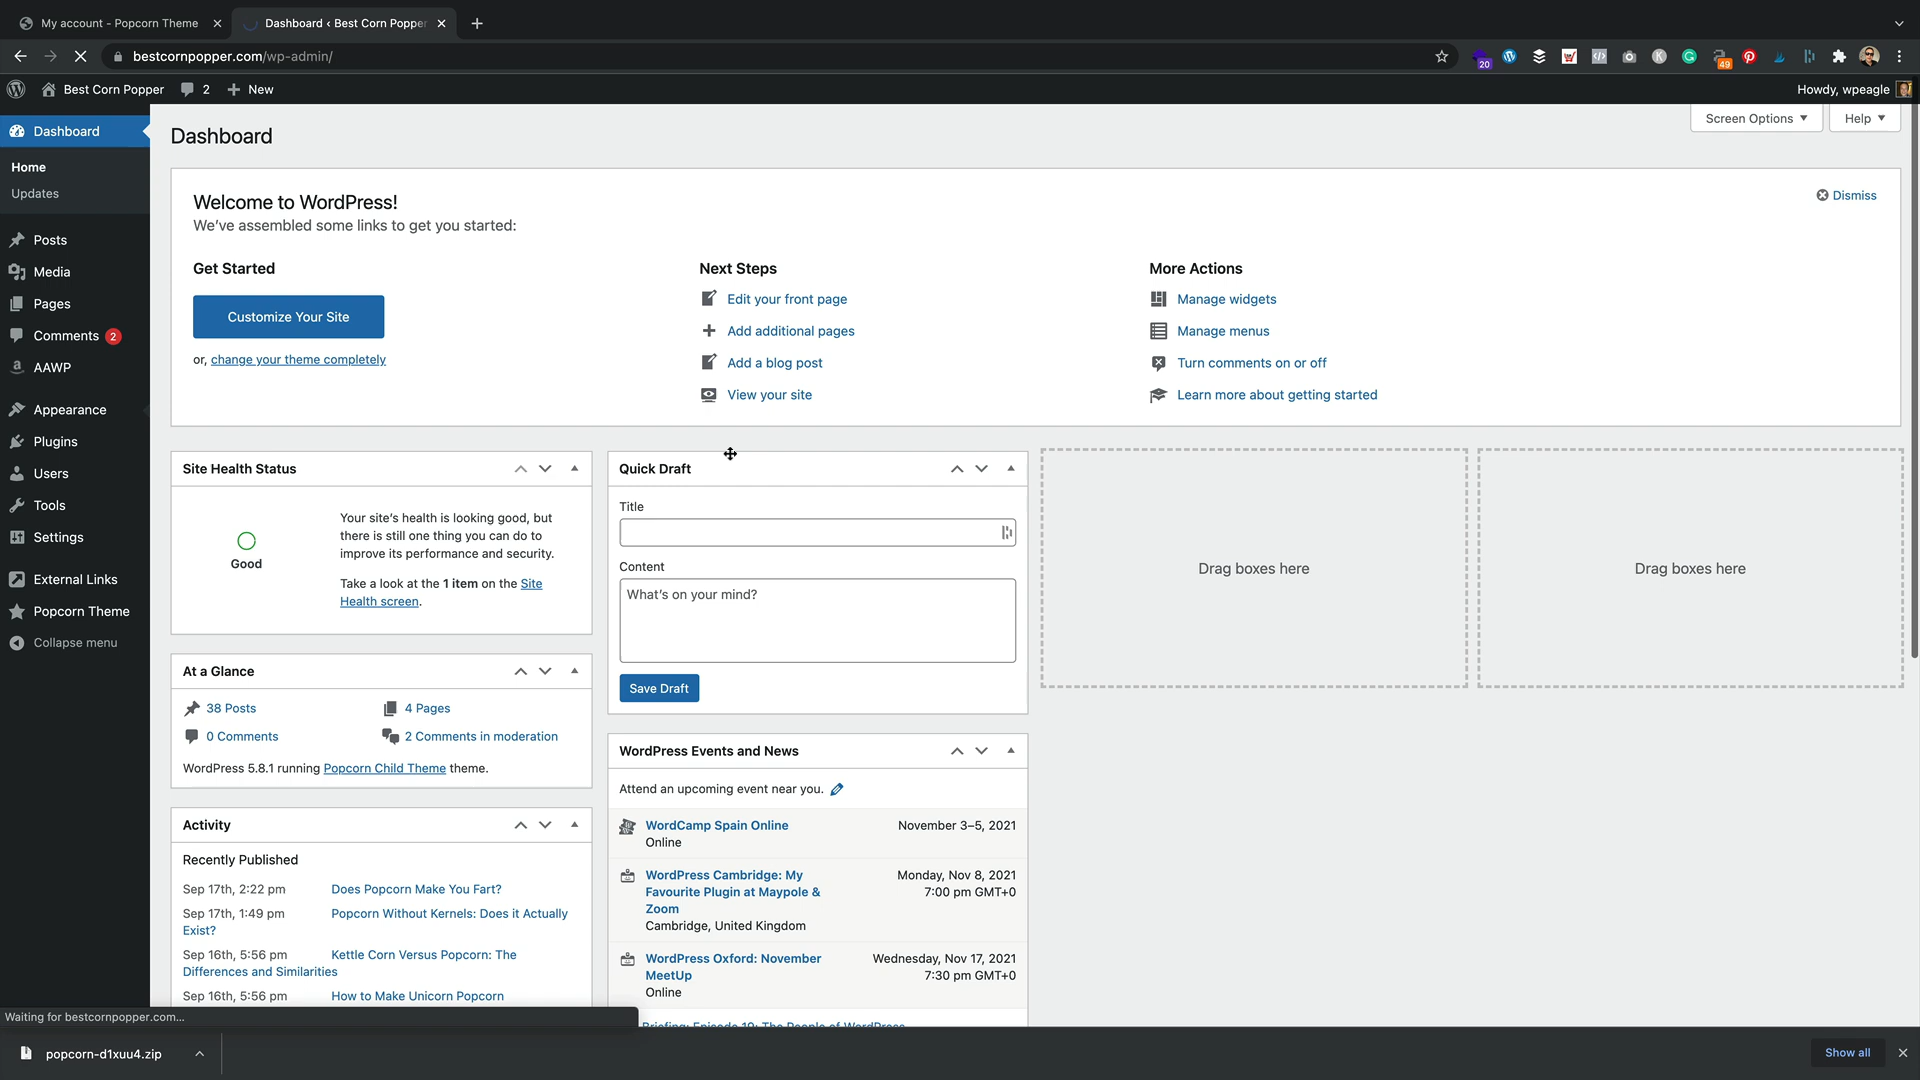 My account - Popcorn Theme
Dashboard ‹ Best Corn Popper
bestcornpopper.com/wp-admin/
20
49
Best Corn Popper
2
New
Howdy, wpeagle
Dashboard
Home
Updates
Posts
Media
Pages
Comments 2
AAWP
Appearance
Plugins
Users
Tools
Settings
External Links
Popcorn Theme
Collapse menu
Dashboard
Screen Options
Help
Welcome to WordPress!
We've assembled some links to get you started:
Dismiss
Get Started
Customize Your Site
or, change your theme completely
Next Steps
Edit your front page
Add additional pages
Add a blog post
View your site
More Actions
Manage widgets
Manage menus
Turn comments on or off
Learn more about getting started
Site Health Status
Good
Your site's health is looking good, but
there is still one thing you can do to
improve its performance and security.
Take a look at the 1 item on the Site
Health screen.
At a Glance
38 Posts
4 Pages
0 Comments
2 Comments in moderation
WordPress 5.8.1 running Popcorn Child Theme theme.
Activity
Recently Published
Sep 17th, 2:22 pm Does Popcorn Make You Fart?
Sep 17th, 1:49 pm Popcorn Without Kernels: Does it Actually
Exist?
Sep 16th, 5:56 pm Kettle Corn Versus Popcorn: The
Differences and Similarities
Sep 16th, 5:56 pm How to Make Unicorn Popcorn
Quick Draft
Title
Content
What's on your mind?
Save Draft
WordPress Events and News
Attend an upcoming event near you.
WordCamp Spain Online
Online
November 3–5, 2021
WordPress Cambridge: My
Favourite Plugin at Maypole &
Zoom
Cambridge, United Kingdom
Monday, Nov 8, 2021
7:00 pm GMT+0
WordPress Oxford: November
MeetUp
Online
Wednesday, Nov 17, 2021
7:30 pm GMT+0
Briefing: Episode 19: The People of WordPress
Drag boxes here
Drag boxes here
Waiting for bestcornpopper.com...
popcorn-d1xuu4.zip
Show all